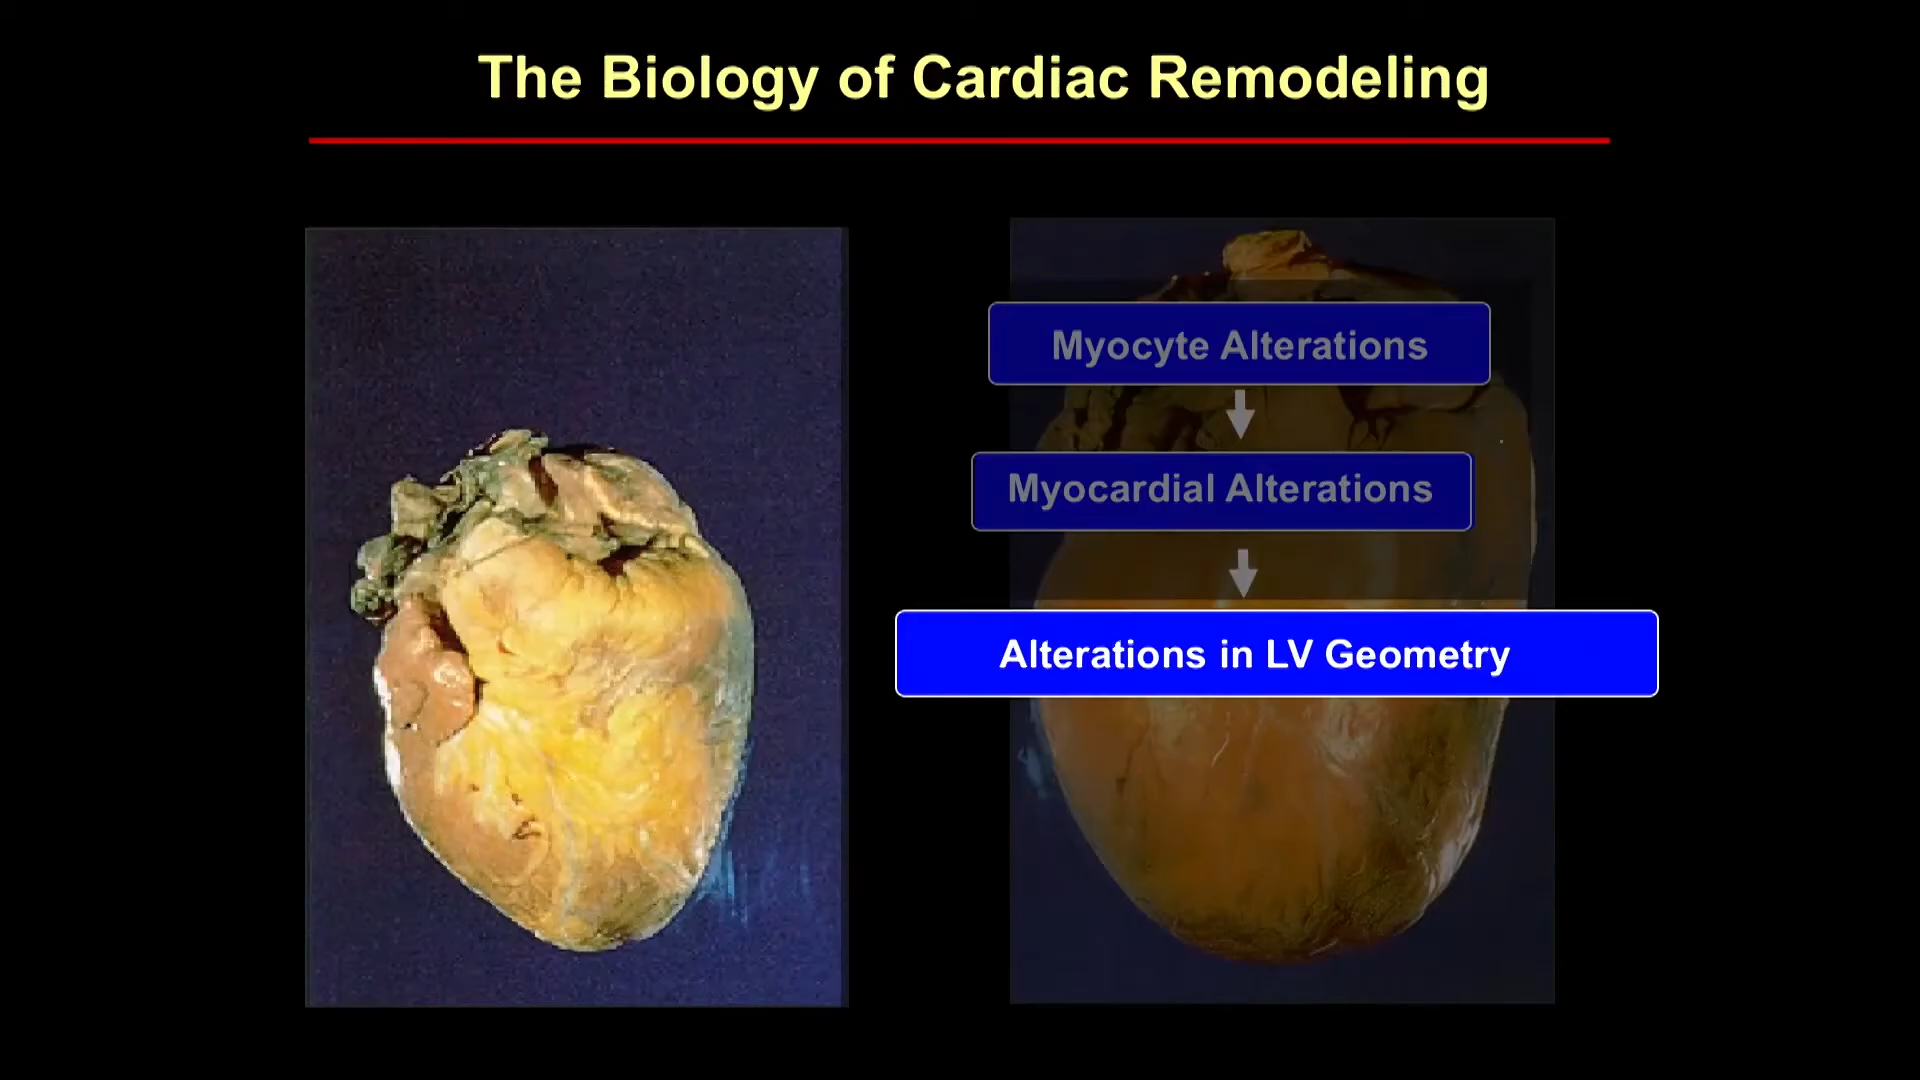 The Biology of Cardiac Remodeling
Myocyte Alterations
Myocardial Alterations
Alterations in LV Geometry